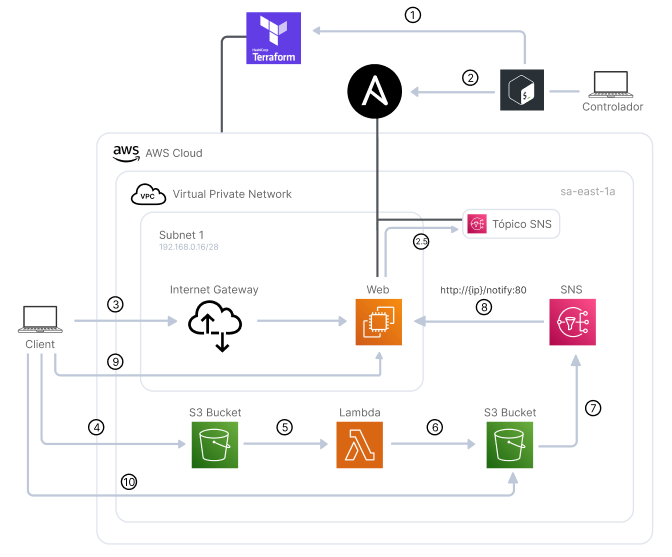 1
HashiCorp
Terraform
2
$_
Controlador
aws
AWS Cloud
VPC
Virtual Private Network
sa-east-1a
Subnet 1
192.168.0.16/28
2.5
Tópico SNS
Internet Gateway
Web
http://{ip}/notify:80
SNS
3
8
Client
9
S3 Bucket
Lambda
S3 Bucket
7
4
5
6
10